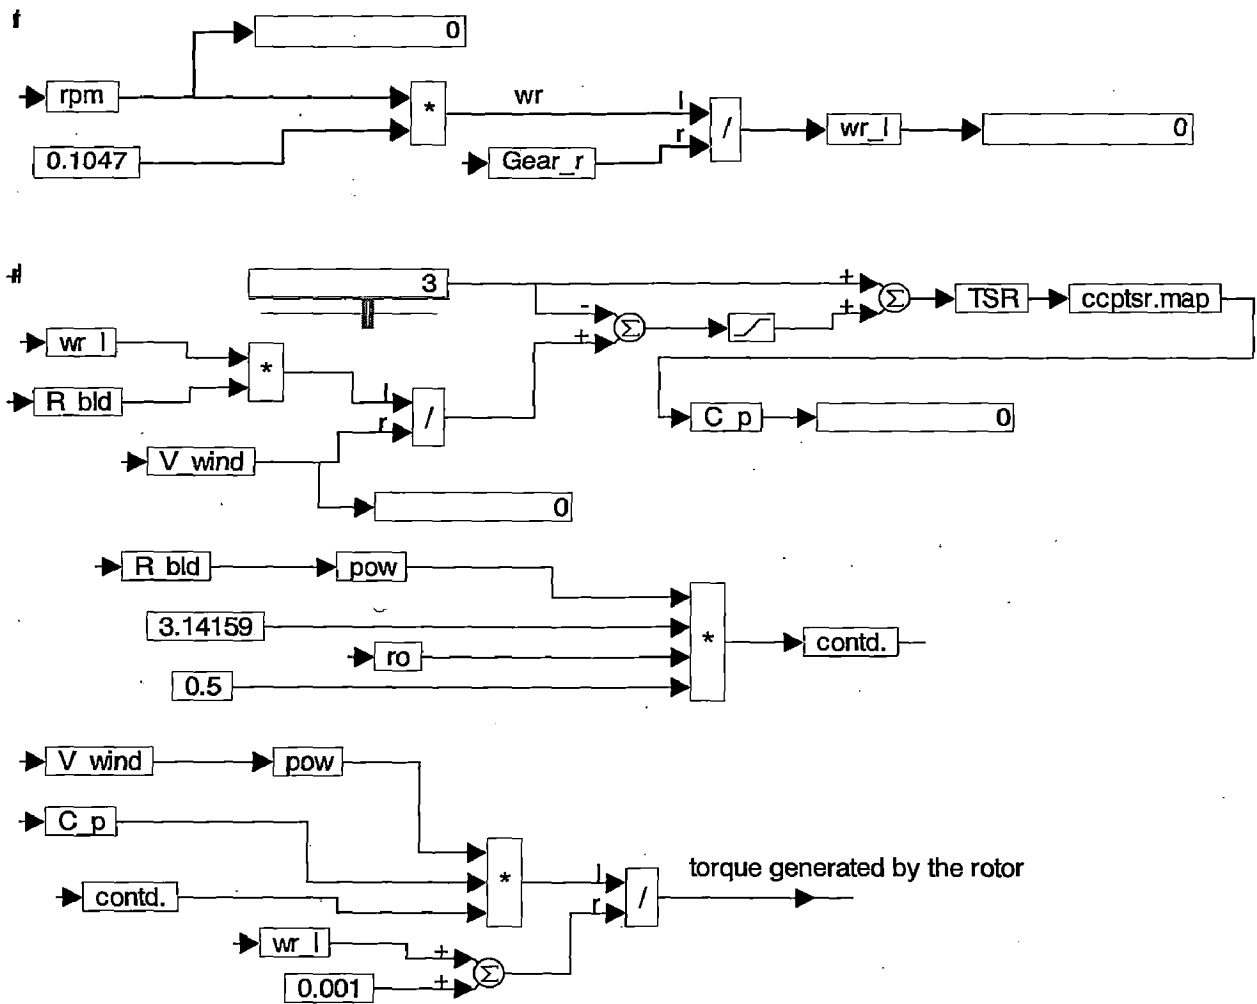 0
rpm
*
wr
l
/
wr_l
0
r
0.1047
Gear_r
3
+
-
Σ
TSR
ccptsr.map
+
Σ
+
wr_l
*
R_bld
l
/
r
C_p
0
V_wind
0
R_bld
pow
3.14159
*
contd.
ro
0.5
V_wind
pow
C_p
torque generated by the rotor
*
l
/
r
contd.
wr_l
+
Σ
+
0.001